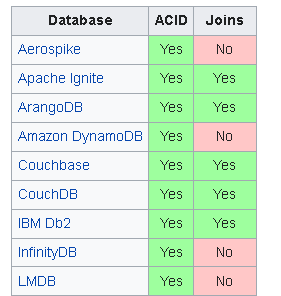 Database ACID Joins
Aerospike Yes No
Apache Ignite Yes Yes
ArangoDB Yes Yes
Amazon DynamoDB Yes No
Couchbase Yes Yes
CouchDB Yes Yes
IBM Db2 Yes Yes
InfinityDB Yes No
LMDB Yes No